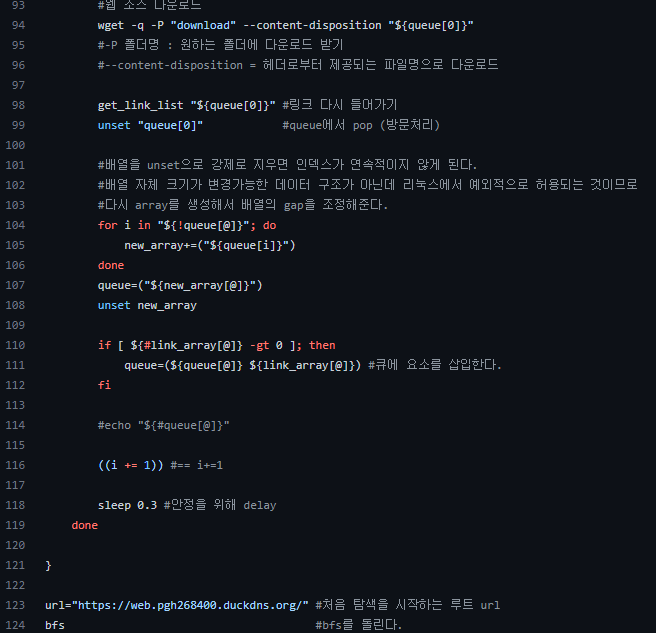 93 #웹 소스 다운로드
94 wget -q -P "download" --content-disposition "${queue[0]}"
95 #-P 폴더명 : 원하는 폴더에 다운로드 받기
96 #--content-disposition = 헤더로부터 제공되는 파일명으로 다운로드
97
98 get_link_list "${queue[0]}" #링크 다시 들어가기
99 unset "queue[0]" #queue에서 pop (방문처리)
100
101 #배열을 unset으로 강제로 지우면 인덱스가 연속적이지 않게 된다.
102 #배열 자체 크기가 변경가능한 데이터 구조가 아닌데 리눅스에서 예외적으로 허용되는 것이므로
103 #다시 array를 생성해서 배열의 gap을 조정해준다.
104 for i in "${!queue[@]}"; do
105 new_array+=("${queue[i]}")
106 done
107 queue=("${new_array[@]}")
108 unset new_array
109
110 if [ ${#link_array[@]} -gt 0 ]; then
111 queue=(${queue[@]} ${link_array[@]}) #큐에 요소를 삽입한다.
112 fi
113
114 #echo "${#queue[@]}"
115
116 ((i += 1)) #== i+=1
117
118 sleep 0.3 #안정을 위해 delay
119 done
120
121 }
122
123 url="https://web.pgh268400.duckdns.org/" #처음 탐색을 시작하는 루트 url
124 bfs #bfs를 돌린다.